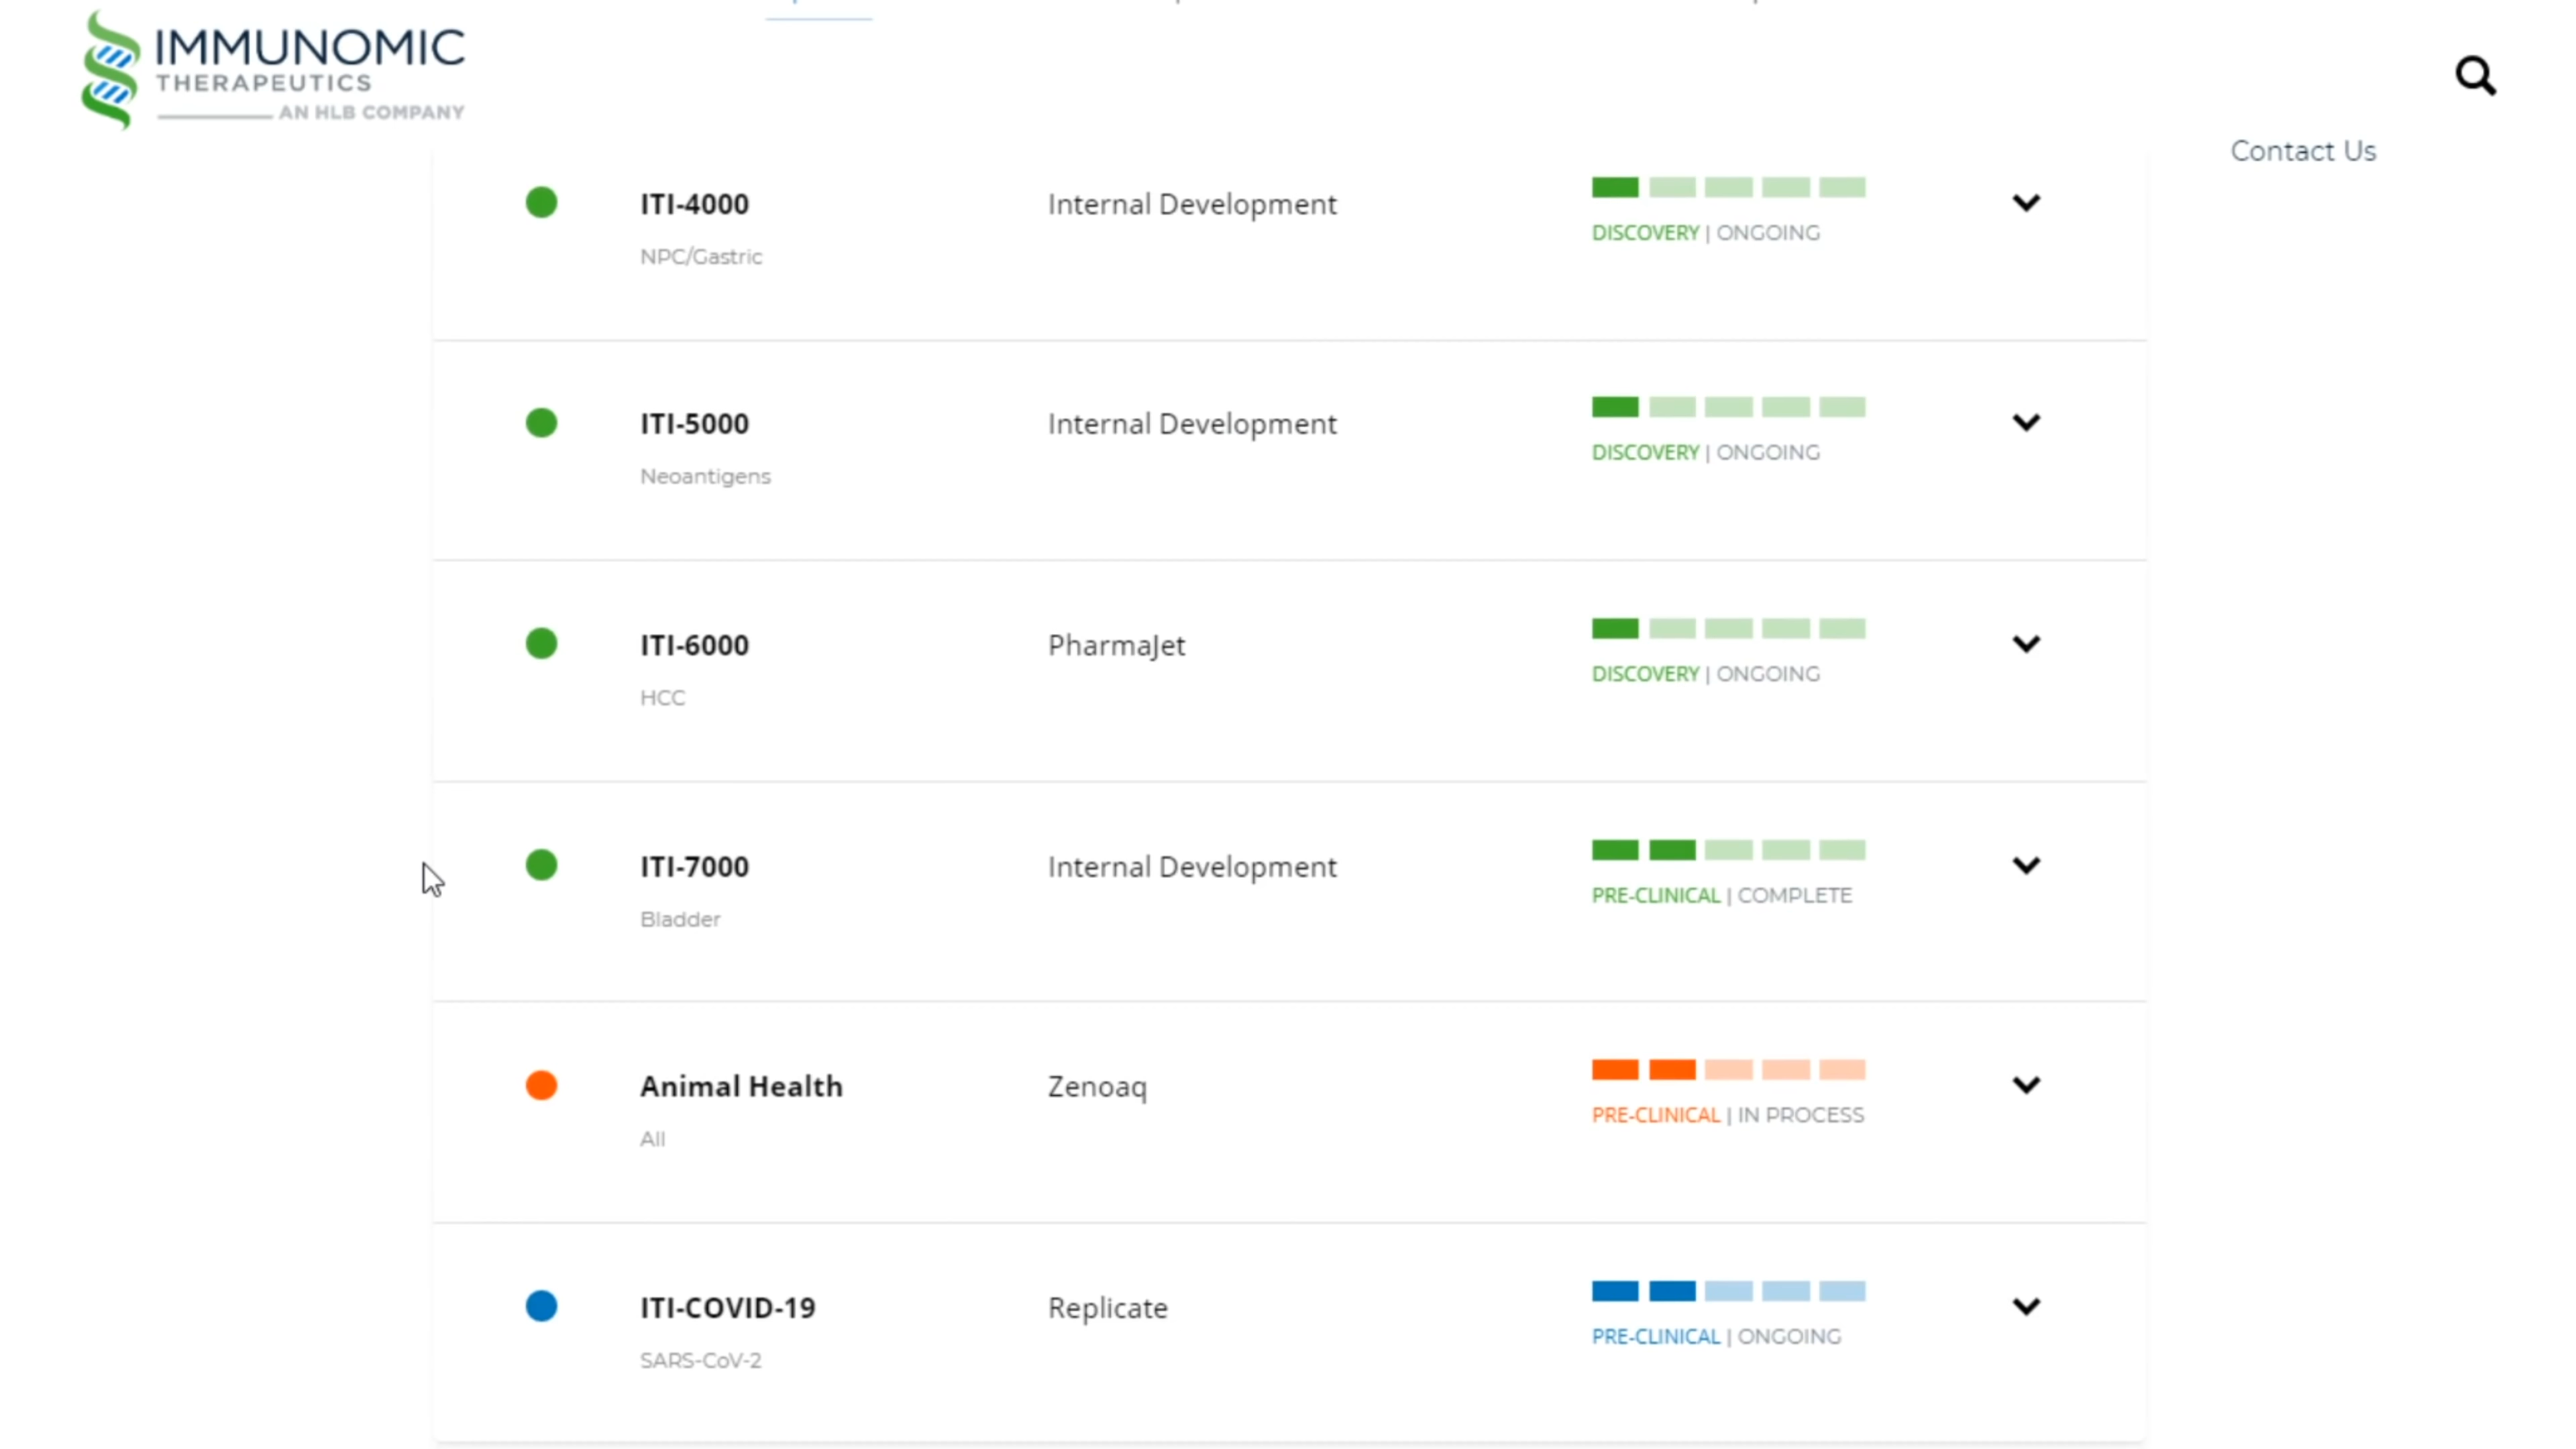 IMMUNOMIC
THERAPEUTICS
AN HLB COMPANY
Contact Us
ITI-4000 Internal Development
DISCOVERY | ONGOING
NPC/Gastric
ITI-5000 Internal Development
DISCOVERY | ONGOING
Neoantigens
ITI-6000 PharmaJet
DISCOVERY | ONGOING
HCC
ITI-7000 Internal Development
PRE-CLINICAL | COMPLETE
Bladder
Animal Health Zenoaq
PRE-CLINICAL | IN PROCESS
All
ITI-COVID-19 Replicate
PRE-CLINICAL | ONGOING
SARS-CoV-2